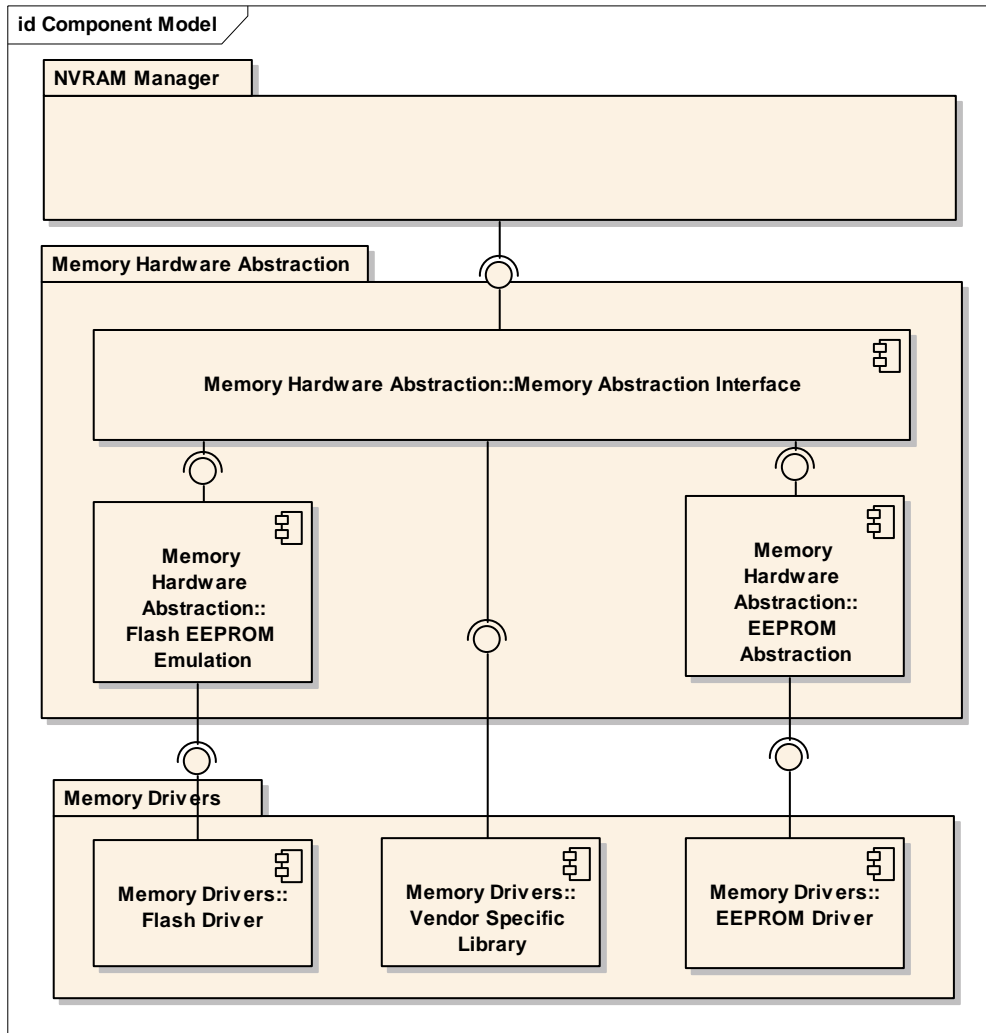 id Component Model
NVRAM Manager
Memory Hardware Abstraction
Memory Hardware Abstraction::Memory Abstraction Interface
Memory
Hardware
Abstraction::
Flash EEPROM
Emulation
Memory
Hardware
Abstraction::
EEPROM
Abstraction
Memory Drivers
Memory Drivers::
Flash Driver
Memory Drivers::
Vendor Specific
Library
Memory Drivers::
EEPROM Driver